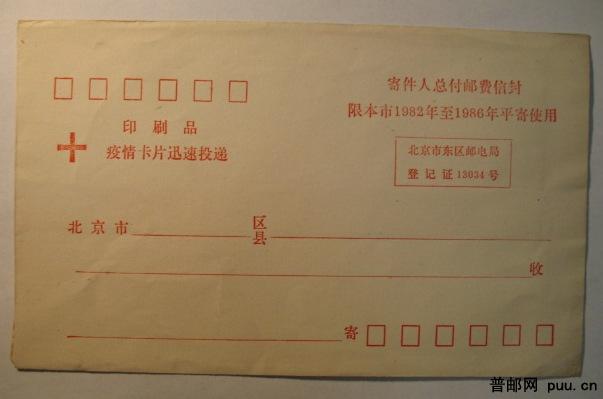 寄件人总付邮费信封
限本市1982年至1986年平寄使用
北京市东区邮电局
登记证13034号
印刷品
疫情卡片迅速投递
北京市 区县
收
寄
普邮网 puu.cn